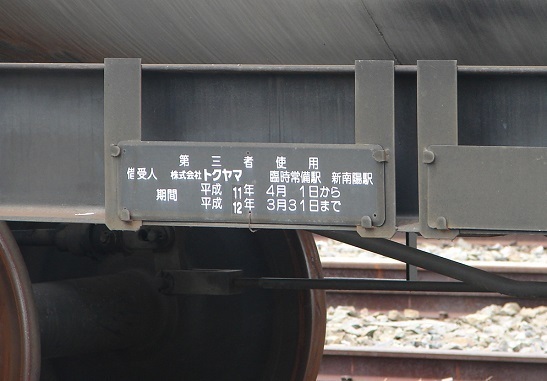 第三者使用
借受人 株式会社トクヤマ 臨時常備駅 新南陽駅
期間 平成 11年 4月 1日から
平成 12年 3月31日まで